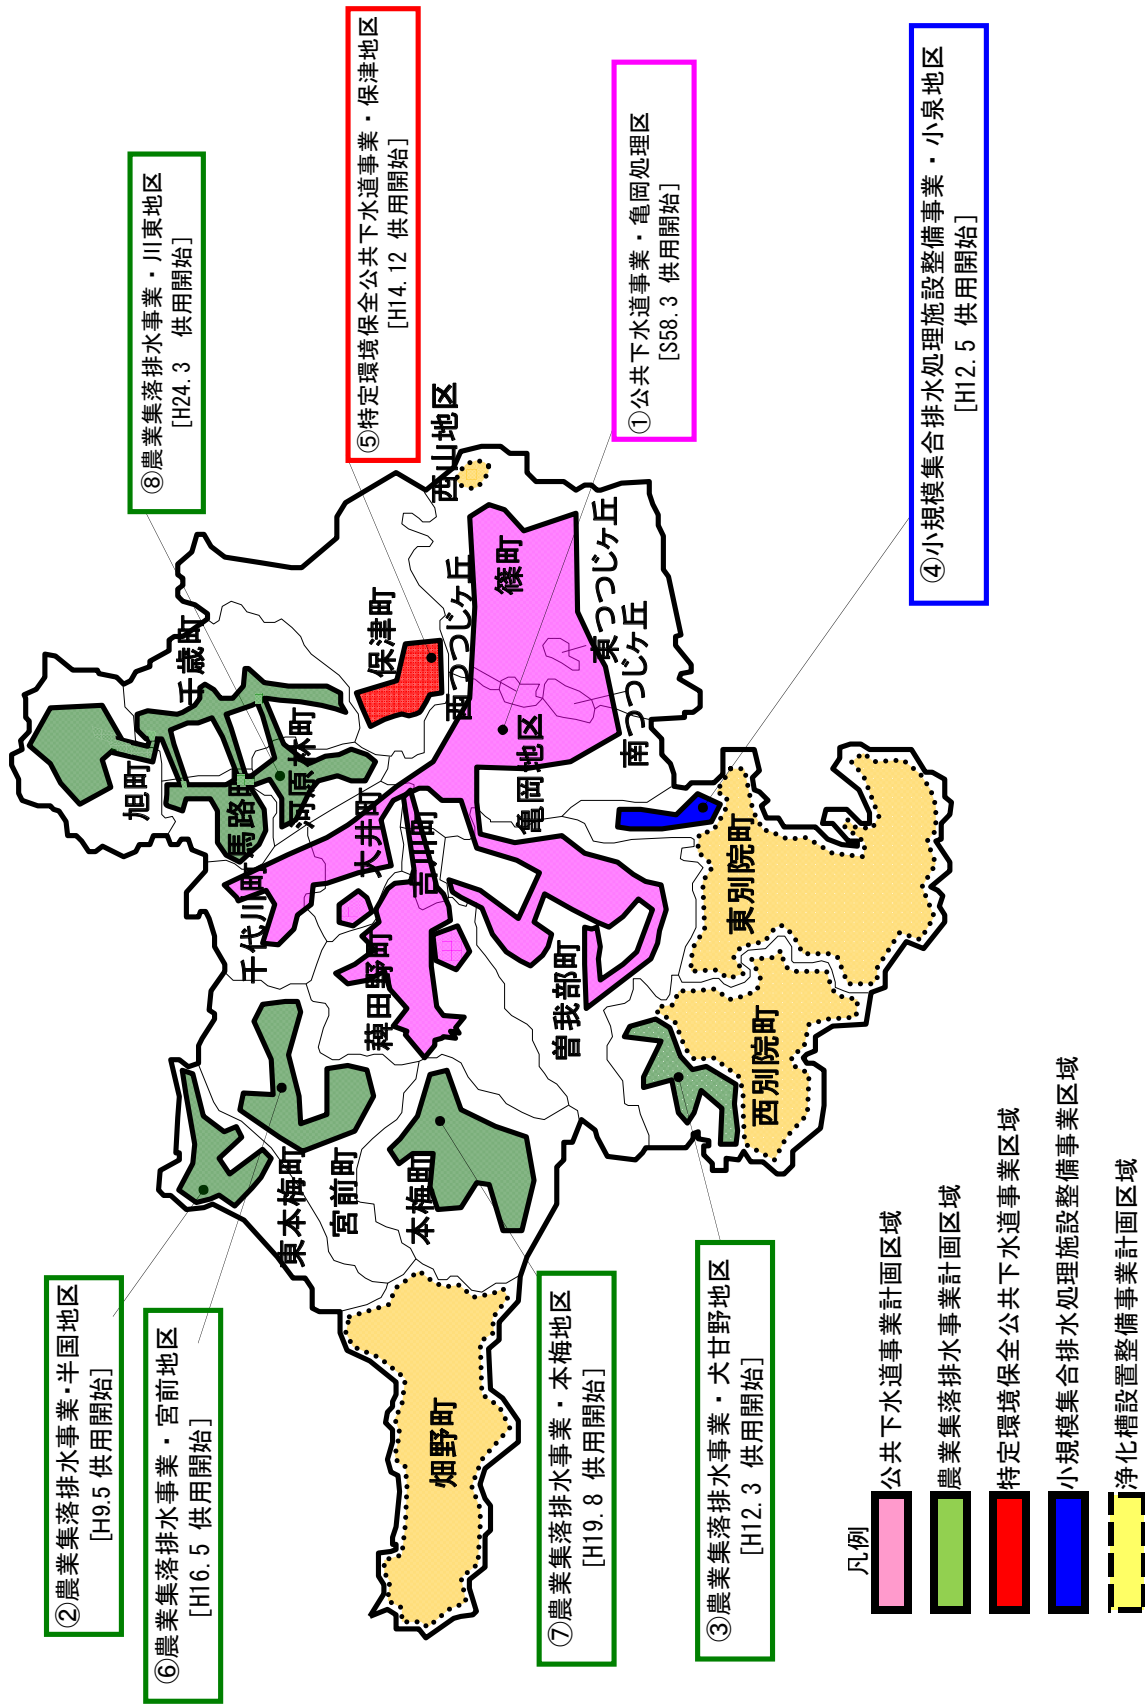 ②農業集落排水事業・半国地区
[H9.5 供用開始]
⑥農業集落排水事業・宮前地区
[H16.5 供用開始]
⑦農業集落排水事業・本梅地区
[H19.8 供用開始]
③農業集落排水事業・犬甘野地区
[H12.3 供用開始]
⑧農業集落排水事業・川東地区
[H24.3 供用開始]
⑤特定環境保全公共下水道事業・保津地区
[H14.12 供用開始]
①公共下水道事業・亀岡処理区
[S58.3 供用開始]
④小規模集合排水処理施設整備事業・小泉地区
[H12.5 供用開始]
旭町
千歳町
馬路町
河原林町
保津町
西山地区
千代川町
大井町
吉川町
西つつじヶ丘
篠町
東つつじヶ丘
南つつじヶ丘
亀岡地区
薭田野町
曽我部町
東本梅町
宮前町
本梅町
畑野町
東別院町
西別院町
凡例
公共下水道事業計画区域
農業集落排水事業計画区域
特定環境保全公共下水道事業区域
小規模集合排水処理施設整備事業区域
浄化槽設置整備事業計画区域